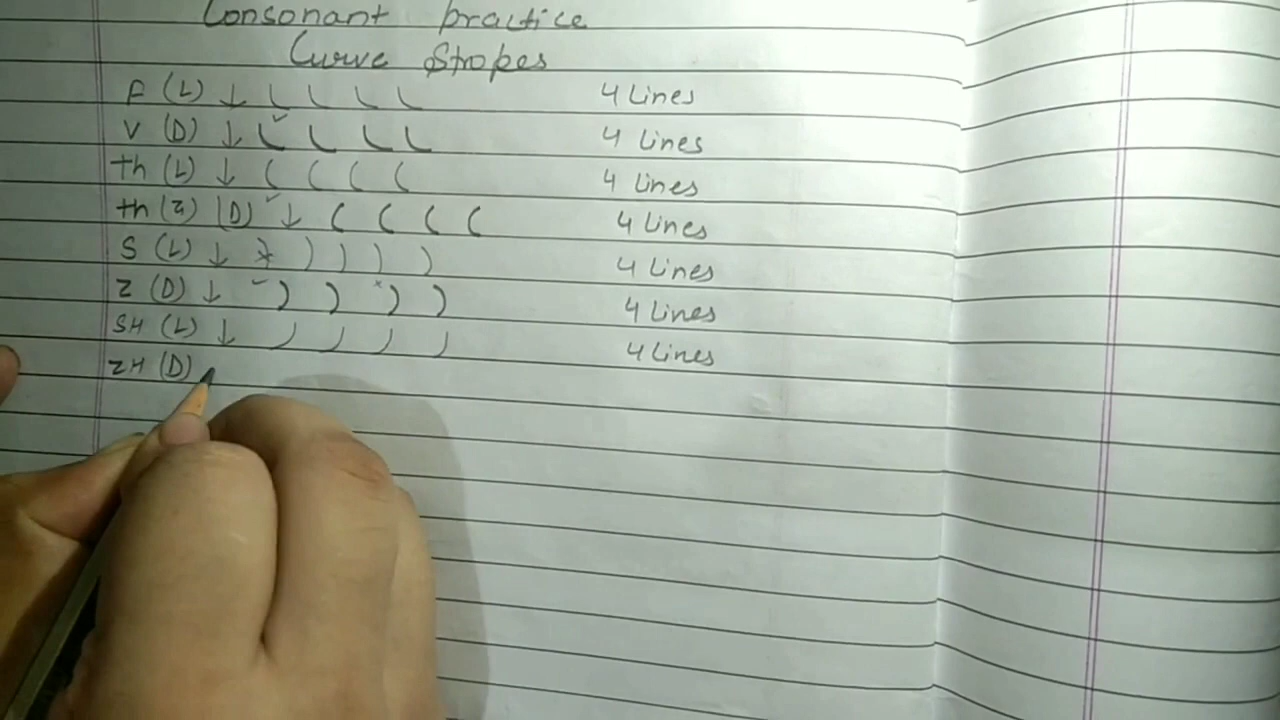 Consonant practice
Curve Strokes
F (L) ↓ 4 Lines
V (D) ↓ 4 Lines
th (L) ↓ ( ( ( ( 4 Lines
th (z) (D) ↓ ( ( ( ( 4 Lines
S (L) ↓ ) ) ) ) 4 Lines
Z (D) ↓ ) ) ) ) 4 Lines
SH (L) ↓ 4 Lines
ZH (D)